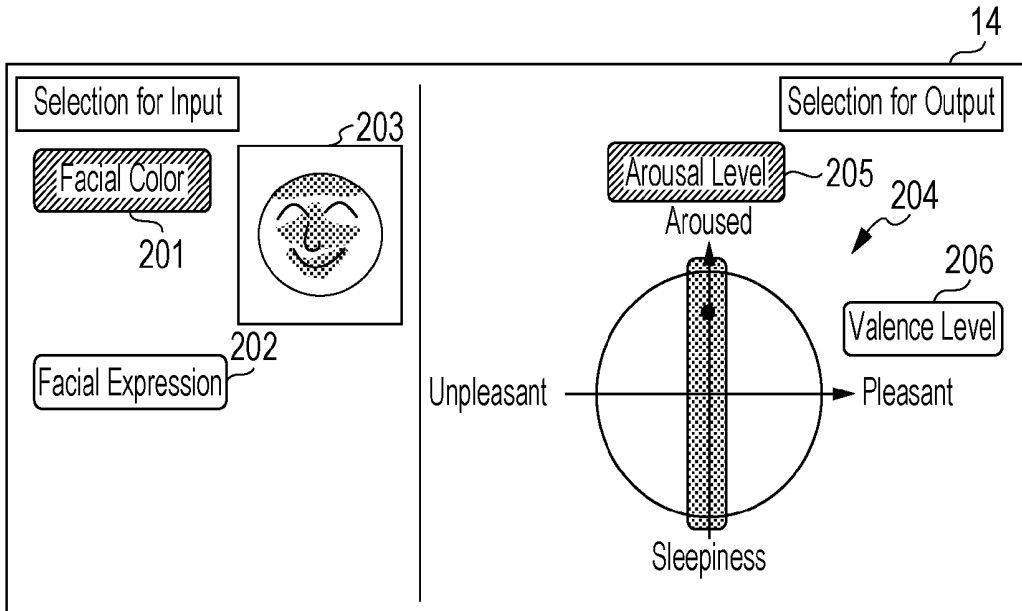 14
Selection for Input
Selection for Output
203
Facial Color
201
Arousal Level
205
Aroused
204
206
Valence Level
202
Facial Expression
Unpleasant
Pleasant
Sleepiness